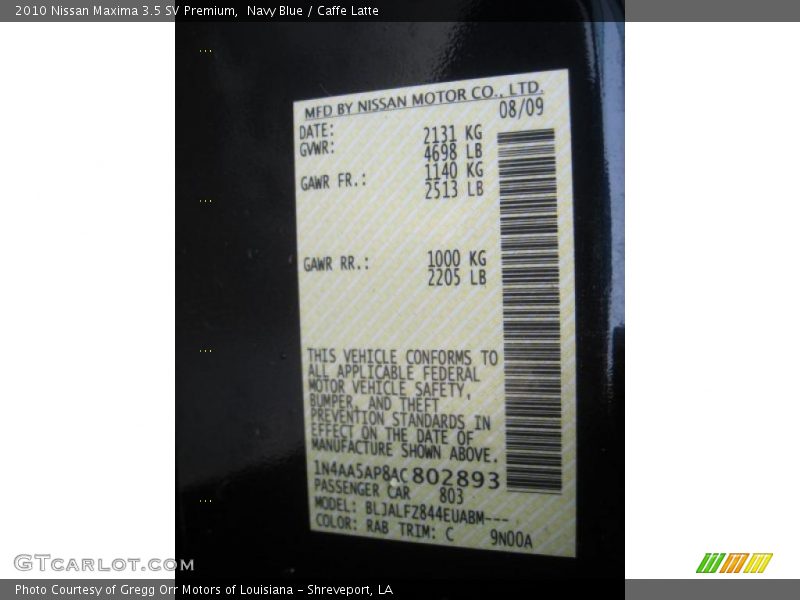 2010 Nissan Maxima 3.5 SV Premium, Navy Blue / Caffe Latte
MFD BY NISSAN MOTOR CO., LTD.
DATE: 08/09
GVWR: 2131 KG
4698 LB
GAWR FR.: 1140 KG
2513 LB
GAWR RR.: 1000 KG
2205 LB
THIS VEHICLE CONFORMS TO
ALL APPLICABLE FEDERAL
MOTOR VEHICLE SAFETY,
BUMPER, AND THEFT
PREVENTION STANDARDS IN
EFFECT ON THE DATE OF
MANUFACTURE SHOWN ABOVE.
1N4AA5AP8AC802893
PASSENGER CAR 803
MODEL: BLJALFZ844EUABM---
COLOR: RAB TRIM: C 9N00A
GTcarlot.com
Photo Courtesy of Gregg Orr Motors of Louisiana - Shreveport, LA